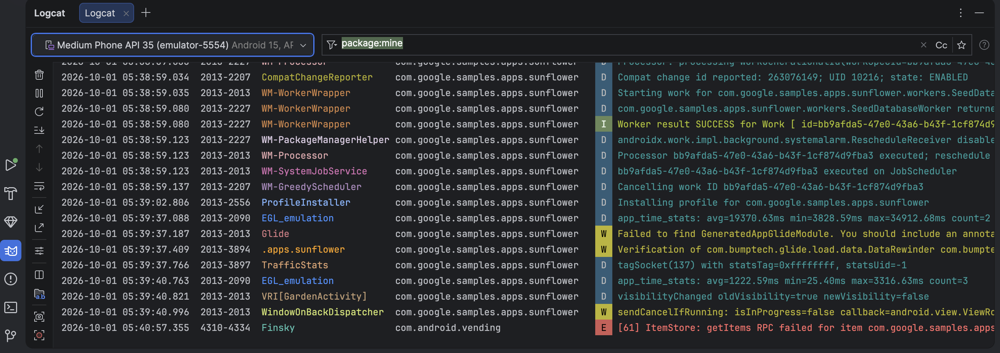 Logcat Logcat
Medium Phone API 35 (emulator-5554) Android 15, AP package:mine Cc
2026-10-01 05:38:59.034 2013-2207 CompatChangeReporter com.google.samples.apps.sunflower D Compat change id reported: 263076149; UID 10216; state: ENABLED
2026-10-01 05:38:59.035 2013-2013 WM-WorkerWrapper com.google.samples.apps.sunflower D Starting work for com.google.samples.apps.sunflower.workers.SeedData
2026-10-01 05:38:59.080 2013-2227 WM-WorkerWrapper com.google.samples.apps.sunflower D com.google.samples.apps.sunflower.workers.SeedDatabaseWorker returne
2026-10-01 05:38:59.080 2013-2227 WM-WorkerWrapper com.google.samples.apps.sunflower I Worker result SUCCESS for Work [ id=bb9afda5-47e0-43a6-b43f-1cf874d9
2026-10-01 05:38:59.123 2013-2227 WM-PackageManagerHelper com.google.samples.apps.sunflower D androidx.work.impl.background.systemalarm.RescheduleReceiver disable
2026-10-01 05:38:59.123 2013-2013 WM-Processor com.google.samples.apps.sunflower D Processor bb9afda5-47e0-43a6-b43f-1cf874d9fba3 executed; reschedule
2026-10-01 05:38:59.123 2013-2013 WM-SystemJobService com.google.samples.apps.sunflower D bb9afda5-47e0-43a6-b43f-1cf874d9fba3 executed on JobScheduler
2026-10-01 05:38:59.137 2013-2207 WM-GreedyScheduler com.google.samples.apps.sunflower D Cancelling work ID bb9afda5-47e0-43a6-b43f-1cf874d9fba3
2026-10-01 05:39:02.806 2013-2556 ProfileInstaller com.google.samples.apps.sunflower D Installing profile for com.google.samples.apps.sunflower
2026-10-01 05:39:37.088 2013-2090 EGL_emulation com.google.samples.apps.sunflower D app_time_stats: avg=19370.63ms min=3828.59ms max=34912.68ms count=2
2026-10-01 05:39:37.187 2013-2013 Glide com.google.samples.apps.sunflower W Failed to find GeneratedAppGlideModule. You should include an annota
2026-10-01 05:39:37.409 2013-3894 .apps.sunflower com.google.samples.apps.sunflower W Verification of com.bumptech.glide.load.data.DataRewinder com.bumpte
2026-10-01 05:39:37.766 2013-3897 TrafficStats com.google.samples.apps.sunflower D tagSocket(137) with statsTag=0xffffffff, statsUid=-1
2026-10-01 05:39:40.763 2013-2090 EGL_emulation com.google.samples.apps.sunflower D app_time_stats: avg=1222.59ms min=25.40ms max=3316.63ms count=3
2026-10-01 05:39:40.821 2013-2013 VRI[GardenActivity] com.google.samples.apps.sunflower D visibilityChanged oldVisibility=true newVisibility=false
2026-10-01 05:39:40.996 2013-2013 WindowOnBackDispatcher com.google.samples.apps.sunflower W sendCancelIfRunning: isInProgress=false callback=android.view.ViewRo
2026-10-01 05:40:57.355 4310-4334 Finsky com.android.vending E [61] ItemStore: getItems RPC failed for item com.google.samples.apps